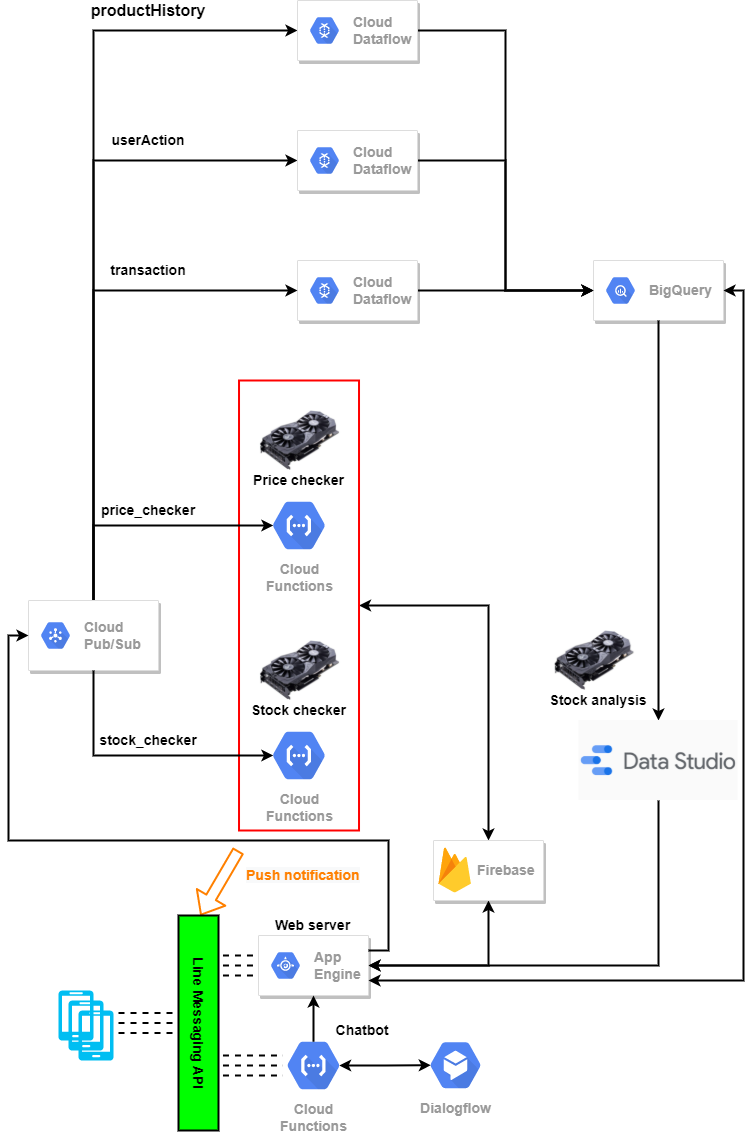 productHistory
Cloud
Dataflow
userAction
Cloud
Dataflow
transaction
Cloud
Dataflow
BigQuery
Price checker
price_checker
Cloud
Functions
Cloud
Pub/Sub
Stock checker
stock_checker
Cloud
Functions
Stock analysis
Data Studio
Firebase
Push notification
Web server
App
Engine
Line Messaging API
Chatbot
Cloud
Functions
Dialogflow